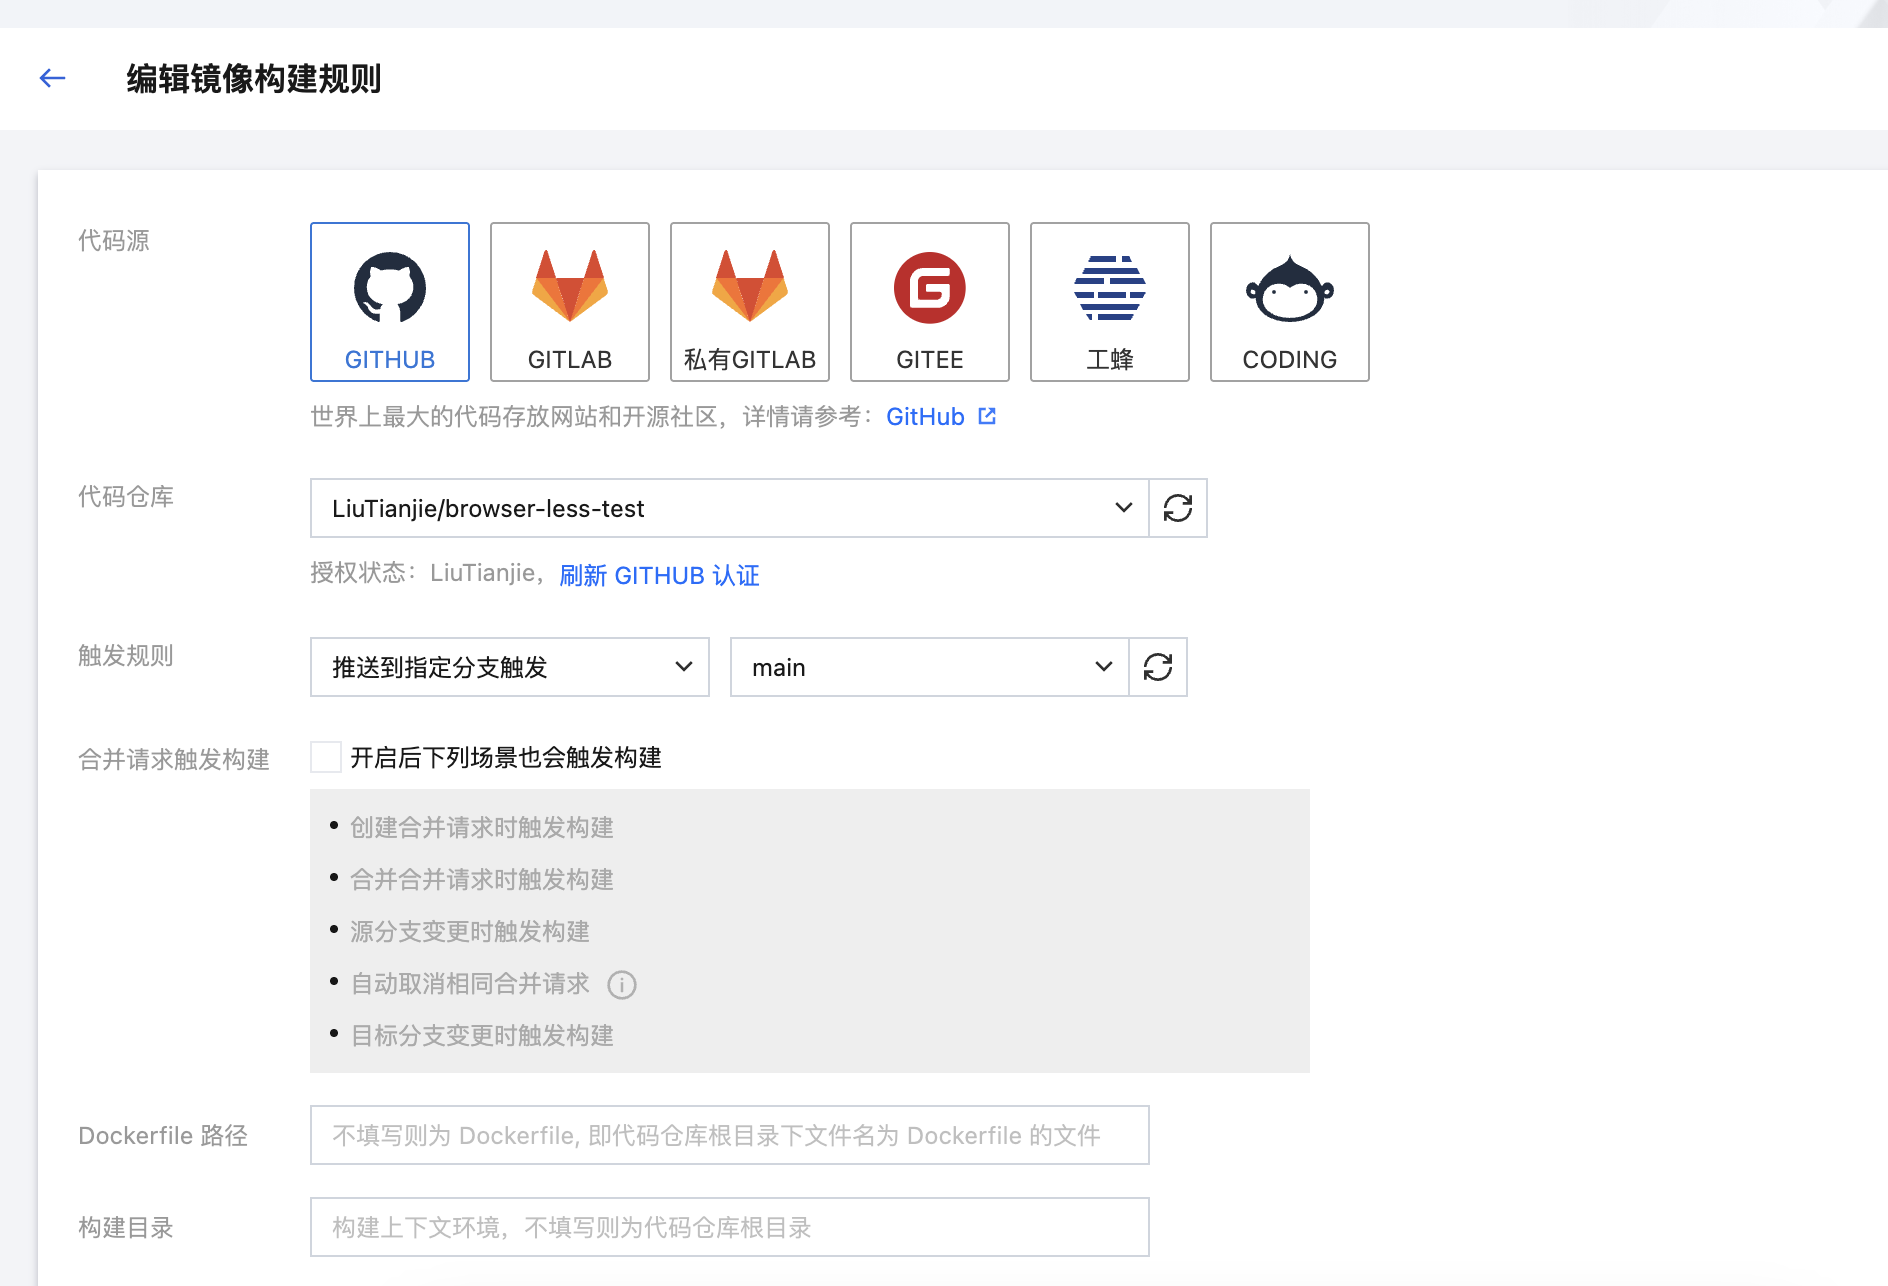 编辑镜像构建规则
代码源
GITHUB
GITLAB
私有GITLAB
GITEE
工蜂
CODING
世界上最大的代码存放网站和开源社区，详情请参考：GitHub
代码仓库
LiuTianjie/browser-less-test
授权状态：LiuTianjie，刷新 GITHUB 认证
触发规则
推送到指定分支触发
main
合并请求触发构建
开启后下列场景也会触发构建
• 创建合并请求时触发构建
• 合并合并请求时触发构建
• 源分支变更时触发构建
• 自动取消相同合并请求
• 目标分支变更时触发构建
Dockerfile 路径
不填写则为 Dockerfile, 即代码仓库根目录下文件名为 Dockerfile 的文件
构建目录
构建上下文环境，不填写则为代码仓库根目录